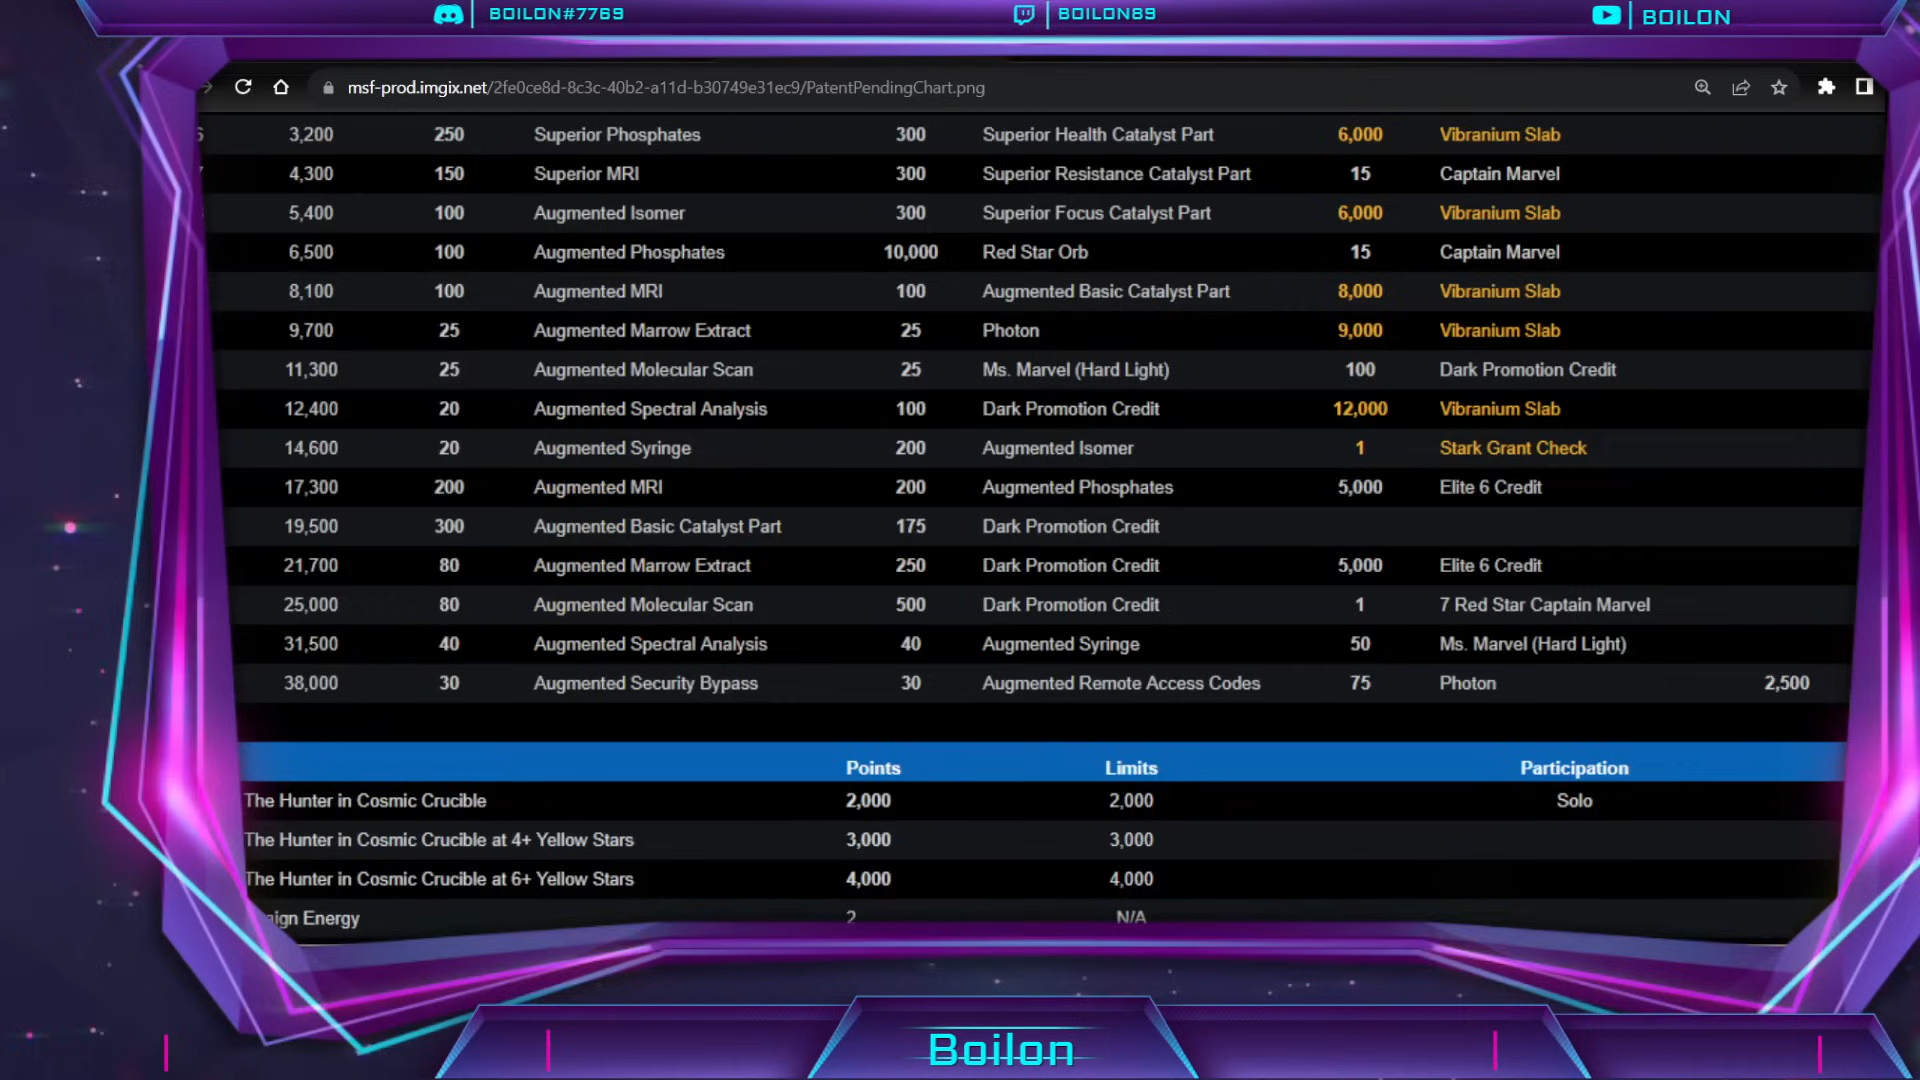 BOILON#7769 BOILON89 BOILON
msf-prod.imgix.net/2fe0ce8d-8c3c-40b2-a11d-b30749e31ec9/PatentPendingChart.png
3,200 250 Superior Phosphates 300 Superior Health Catalyst Part 6,000 Vibranium Slab
4,300 150 Superior MRI 300 Superior Resistance Catalyst Part 15 Captain Marvel
5,400 100 Augmented Isomer 300 Superior Focus Catalyst Part 6,000 Vibranium Slab
6,500 100 Augmented Phosphates 10,000 Red Star Orb 15 Captain Marvel
8,100 100 Augmented MRI 100 Augmented Basic Catalyst Part 8,000 Vibranium Slab
9,700 25 Augmented Marrow Extract 25 Photon 9,000 Vibranium Slab
11,300 25 Augmented Molecular Scan 25 Ms. Marvel (Hard Light) 100 Dark Promotion Credit
12,400 20 Augmented Spectral Analysis 100 Dark Promotion Credit 12,000 Vibranium Slab
14,600 20 Augmented Syringe 200 Augmented Isomer 1 Stark Grant Check
17,300 200 Augmented MRI 200 Augmented Phosphates 5,000 Elite 6 Credit
19,500 300 Augmented Basic Catalyst Part 175 Dark Promotion Credit
21,700 80 Augmented Marrow Extract 250 Dark Promotion Credit 5,000 Elite 6 Credit
25,000 80 Augmented Molecular Scan 500 Dark Promotion Credit 1 7 Red Star Captain Marvel
31,500 40 Augmented Spectral Analysis 40 Augmented Syringe 50 Ms. Marvel (Hard Light)
38,000 30 Augmented Security Bypass 30 Augmented Remote Access Codes 75 Photon 2,500
Points Limits Participation
The Hunter in Cosmic Crucible 2,000 2,000 Solo
The Hunter in Cosmic Crucible at 4+ Yellow Stars 3,000 3,000
The Hunter in Cosmic Crucible at 6+ Yellow Stars 4,000 4,000
Energy 2 N/A
Boilon